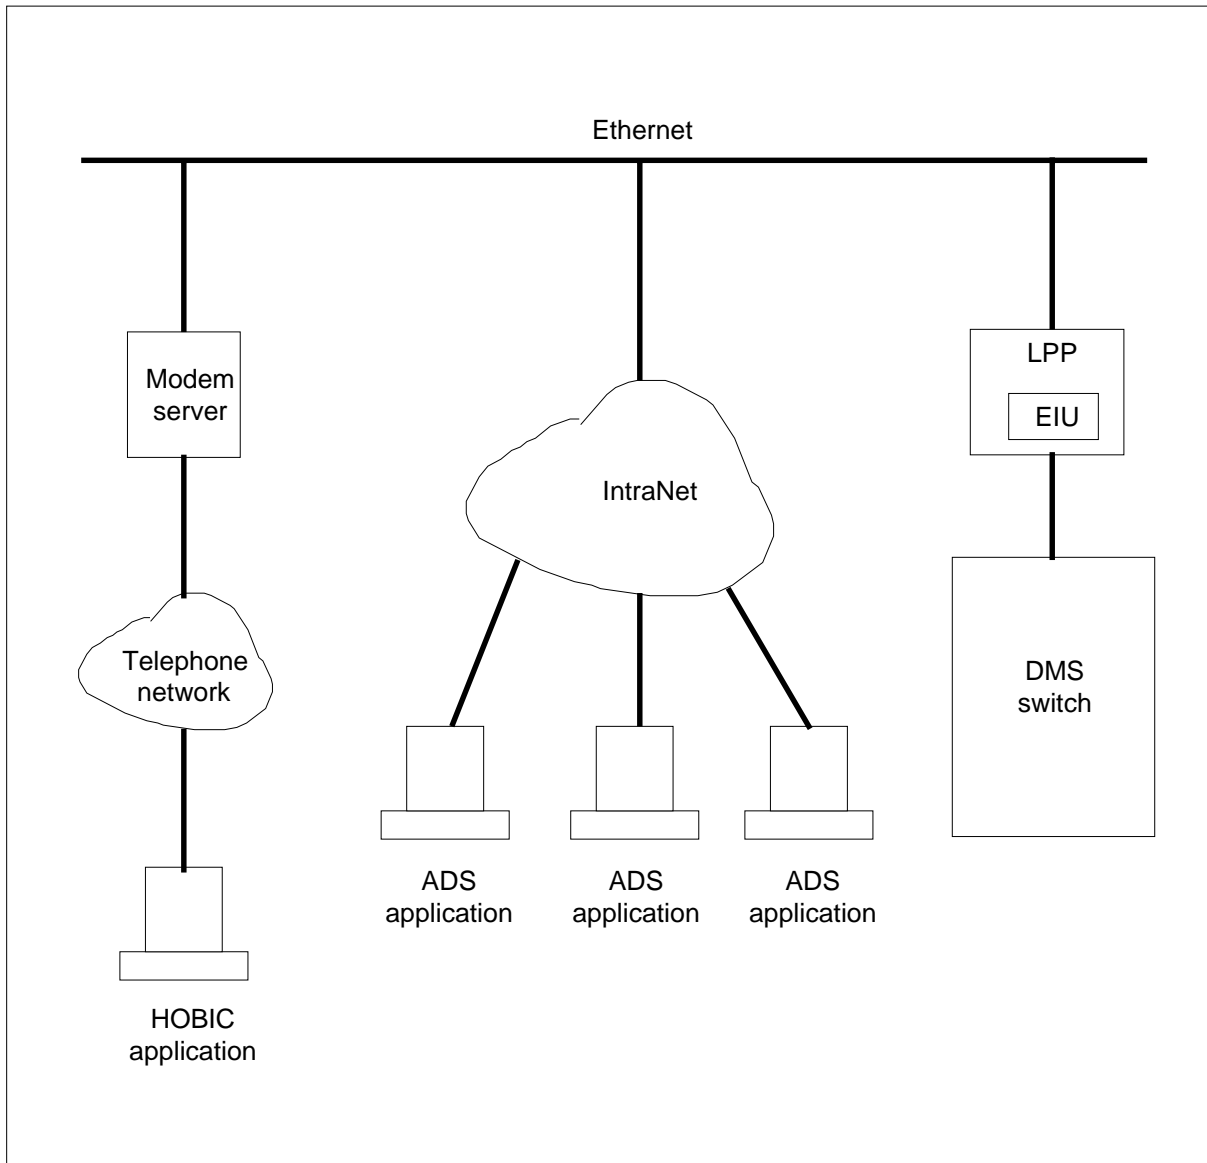 Ethernet
Modem
server
IntraNet
LPP
EIU
Telephone
network
DMS
switch
ADS
application
ADS
application
ADS
application
HOBIC
application